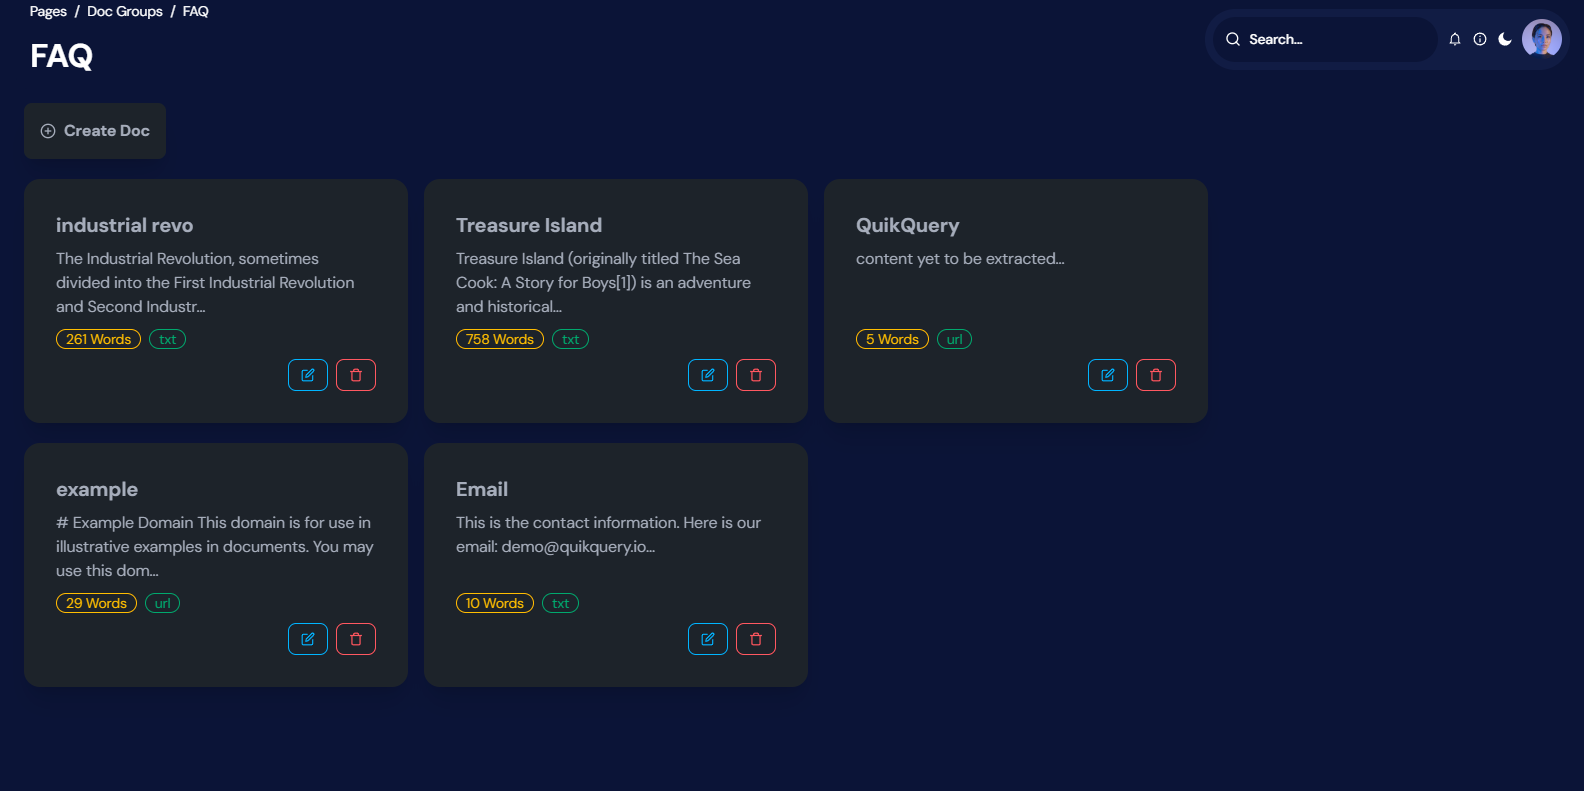 Pages / Doc Groups / FAQ
FAQ
Search...
Create Doc
industrial revo
The Industrial Revolution, sometimes
divided into the First Industrial Revolution
and Second Industr...
261 Words txt
Treasure Island
Treasure Island (originally titled The Sea
Cook: A Story for Boys[1]) is an adventure
and historical...
758 Words txt
QuikQuery
content yet to be extracted...
5 Words url
example
# Example Domain This domain is for use in
illustrative examples in documents. You may
use this dom...
29 Words url
Email
This is the contact information. Here is our
email: demo@quikquery.io...
10 Words txt